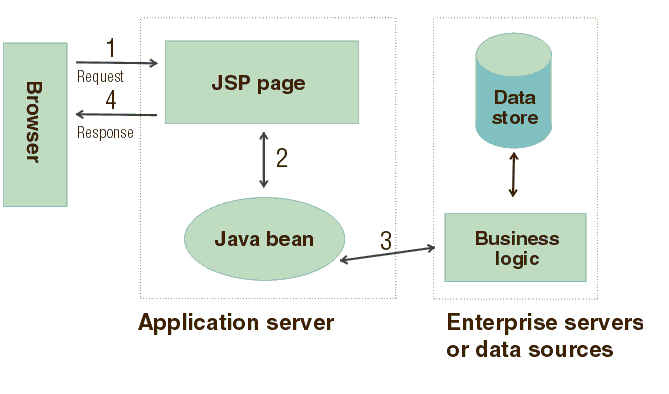 Browser
1
Request
4
Response
JSP page
2
Java bean
3
Data
store
Business
logic
Application server
Enterprise servers
or data sources